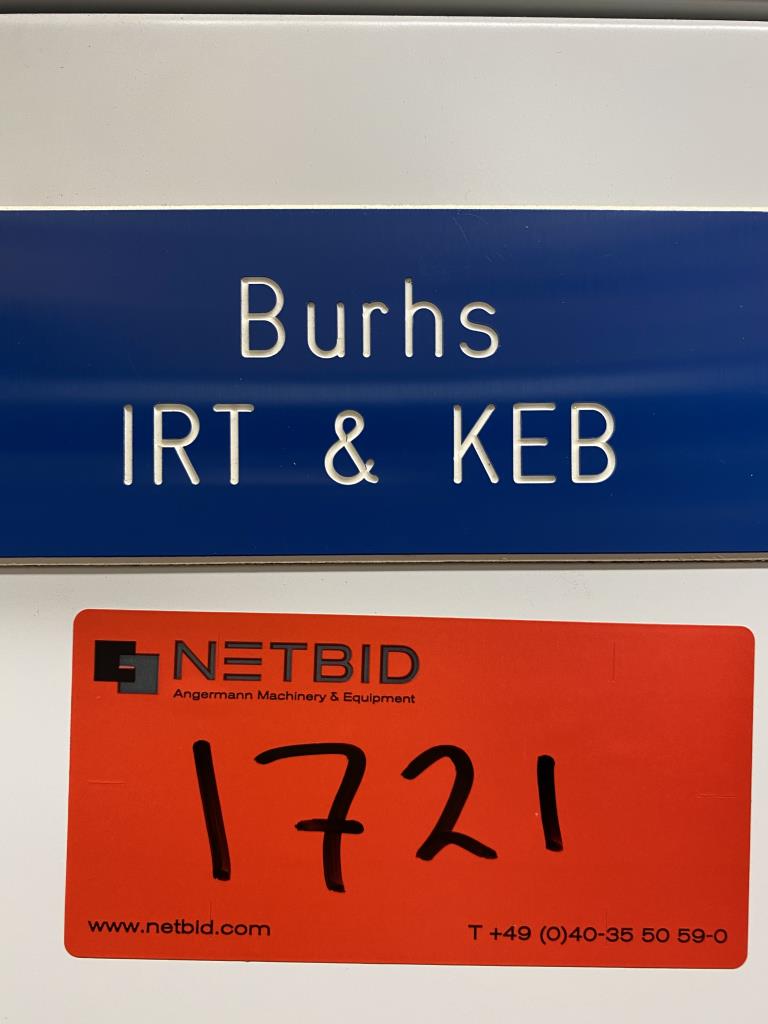 Burhs
IRT & KEB
NETBID
Angermann Machinery & Equipment
1721
www.netbid.com
T +49 (0)40-35 50 59-0